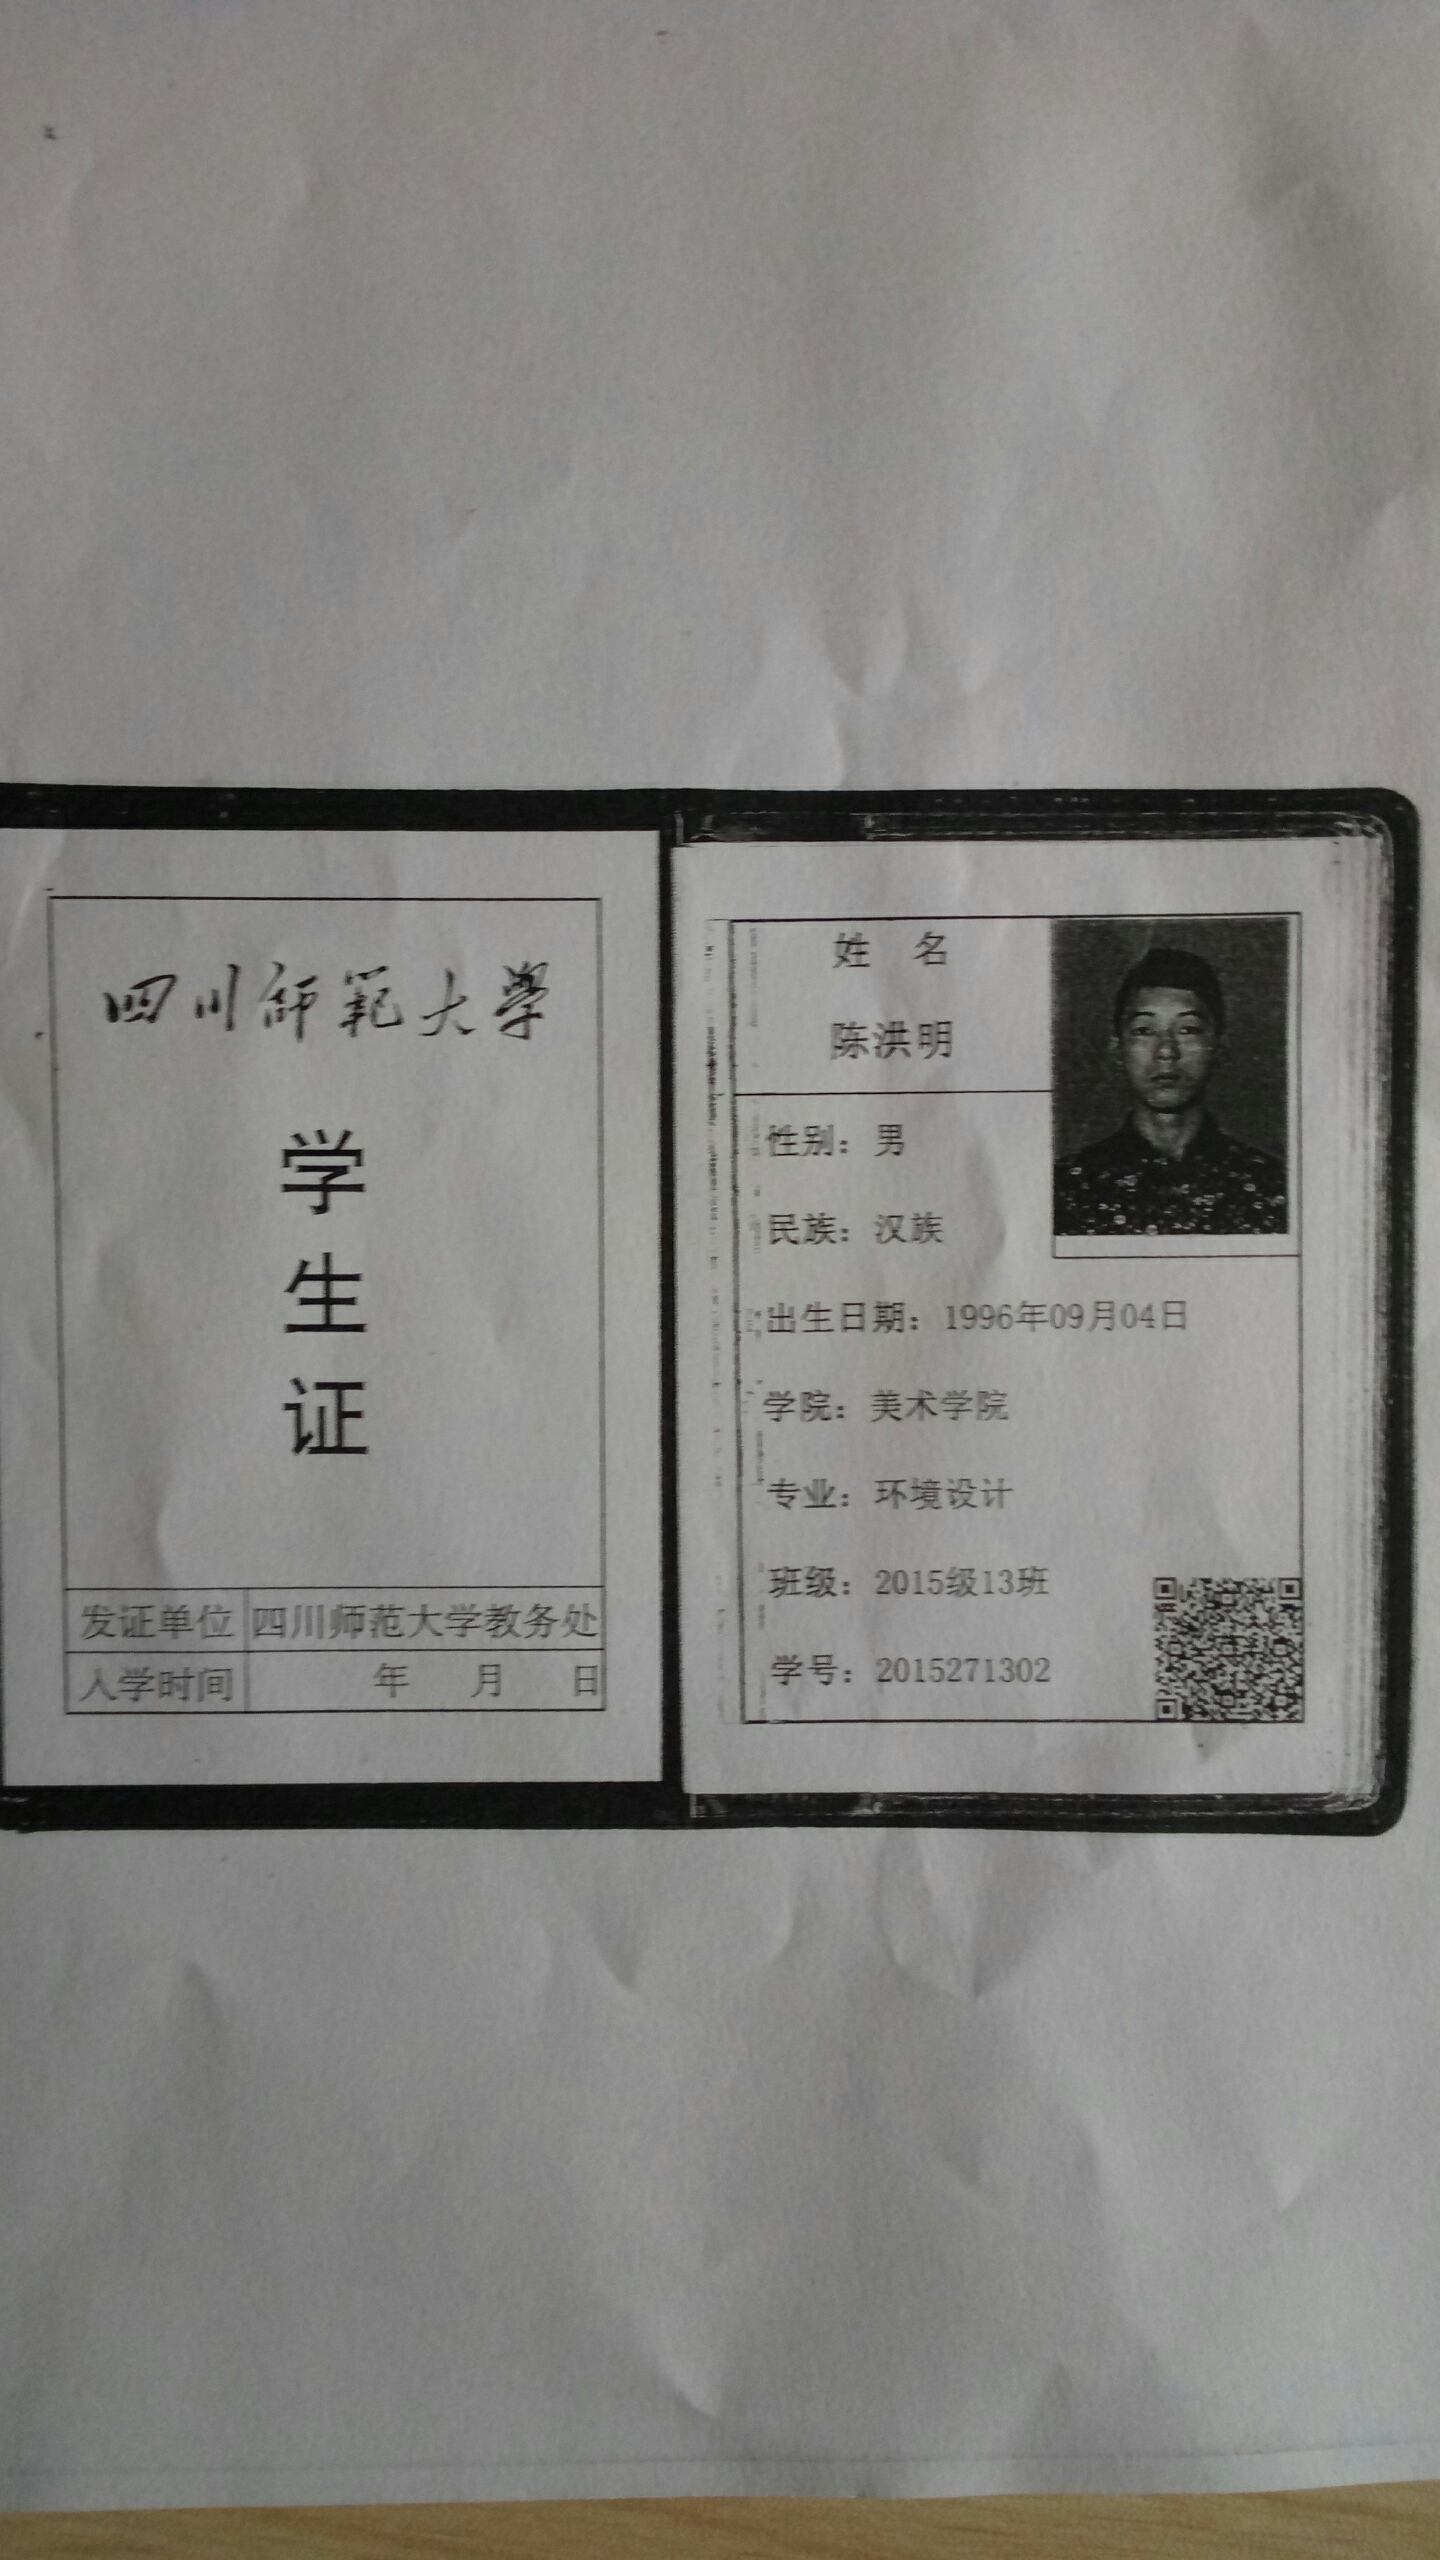 四川师范大学
学
生
证
发证单位 四川师范大学教务处
入学时间 年 月 日
姓 名
陈洪明
性别：男
民族：汉族
出生日期：1996年09月04日
学院：美术学院
专业：环境设计
班级：2015级13班
学号：2015271302